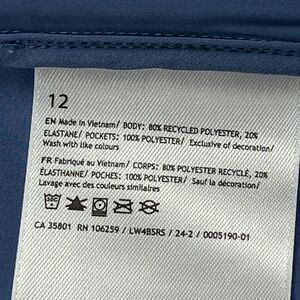 12
EN Made in Vietnam/ BODY: 80% RECYCLED POLYESTER, 20%
ELASTANE/ POCKETS: 100% POLYESTER/ Exclusive of decoration/
Wash with like colours
FR Fabriqué au Vietnam/ CORPS: 80% POLYESTER RECYCLÉ, 20%
ÉLASTHANNE/ POCHES: 100% POLYESTER/ Sauf la décoration/
Lavage avec des couleurs similaires
CA 35801 RN 106259 / LW4BSRS / 24-2 / 0005190-01